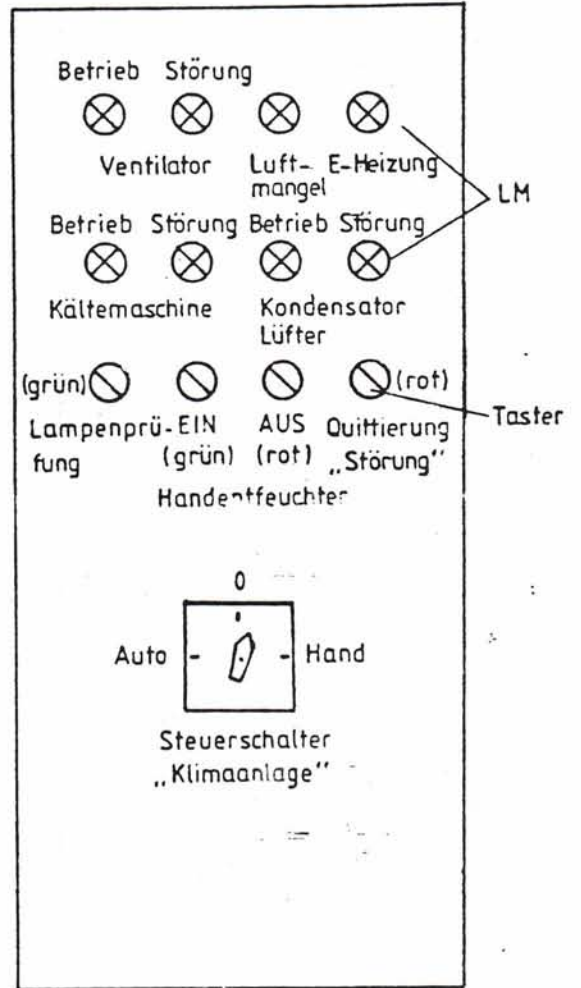 Betrieb Störung
Ventilator Luft- E-Heizung
mangel
LM
Betrieb Störung Betrieb Störung
Kältemaschine Kondensator
Lüfter
(grün) (rot)
Taster
Lampenprü- EIN AUS Quittierung
fung (grün) (rot) „Störung"
Handentfeuchter
0
Auto Hand
Steuerschalter
„Klimaanlage"